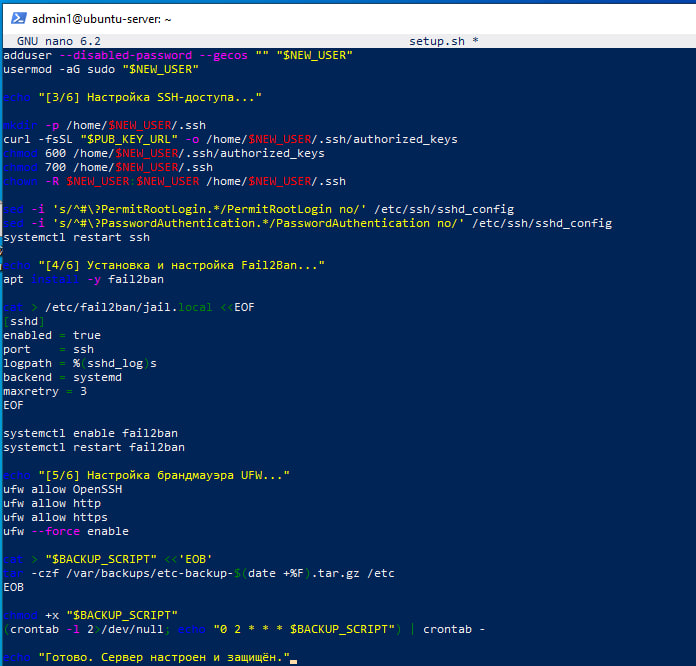 admin1@ubuntu-server: ~
GNU nano 6.2 setup.sh *
adduser --disabled-password --gecos "" "$NEW_USER"
usermod -aG sudo "$NEW_USER"
echo "[3/6] Настройка SSH-доступа..."
mkdir -p /home/$NEW_USER/.ssh
curl -fsSL "$PUB_KEY_URL" -o /home/$NEW_USER/.ssh/authorized_keys
chmod 600 /home/$NEW_USER/.ssh/authorized_keys
chmod 700 /home/$NEW_USER/.ssh
chown -R $NEW_USER:$NEW_USER /home/$NEW_USER/.ssh
sed -i 's/^#\?PermitRootLogin.*/PermitRootLogin no/' /etc/ssh/sshd_config
sed -i 's/^#\?PasswordAuthentication.*/PasswordAuthentication no/' /etc/ssh/sshd_config
systemctl restart ssh
echo "[4/6] Установка и настройка Fail2Ban..."
apt install -y fail2ban
cat > /etc/fail2ban/jail.local <<EOF
[sshd]
enabled = true
port    = ssh
logpath = %(sshd_log)s
backend = systemd
maxretry = 3
EOF
systemctl enable fail2ban
systemctl restart fail2ban
echo "[5/6] Настройка брандмауэра UFW..."
ufw allow OpenSSH
ufw allow http
ufw allow https
ufw --force enable
cat > "$BACKUP_SCRIPT" <<'EOB'
tar -czf /var/backups/etc-backup-$(date +%F).tar.gz /etc
EOB
chmod +x "$BACKUP_SCRIPT"
(crontab -l 2>/dev/null; echo "0 2 * * * $BACKUP_SCRIPT") | crontab -
echo "Готово. Сервер настроен и защищён."